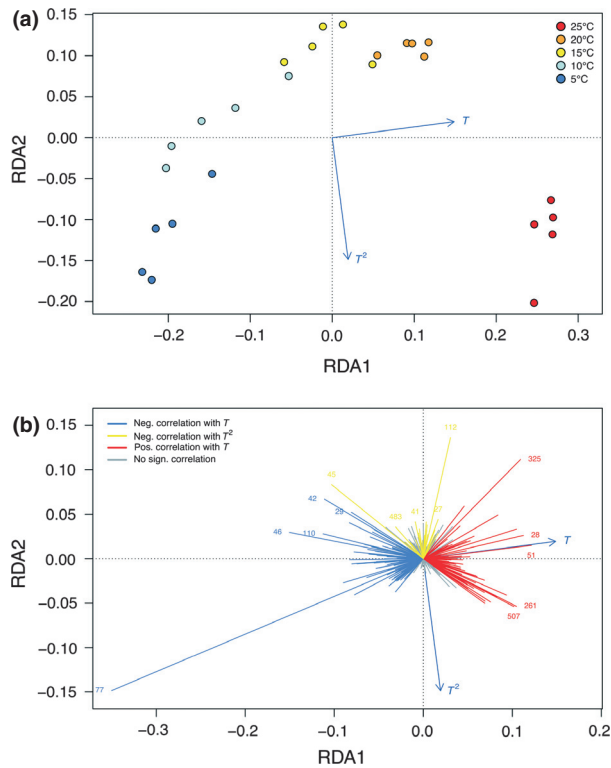 (a)
0.15
0.10
0.05
0.00
−0.05
−0.10
−0.15
−0.20
RDA2
25°C
20°C
15°C
10°C
5°C
T
T²
−0.2
−0.1
0.0
0.1
0.2
0.3
RDA1
(b)
0.15
0.10
0.05
0.00
−0.05
−0.10
−0.15
RDA2
Neg. correlation with T
Neg. correlation with T²
Pos. correlation with T
No sign. correlation
112
325
45
42
29
483
41
27
46
110
28
51
T
261
507
77
T²
−0.3
−0.2
−0.1
0.0
0.1
0.2
RDA1